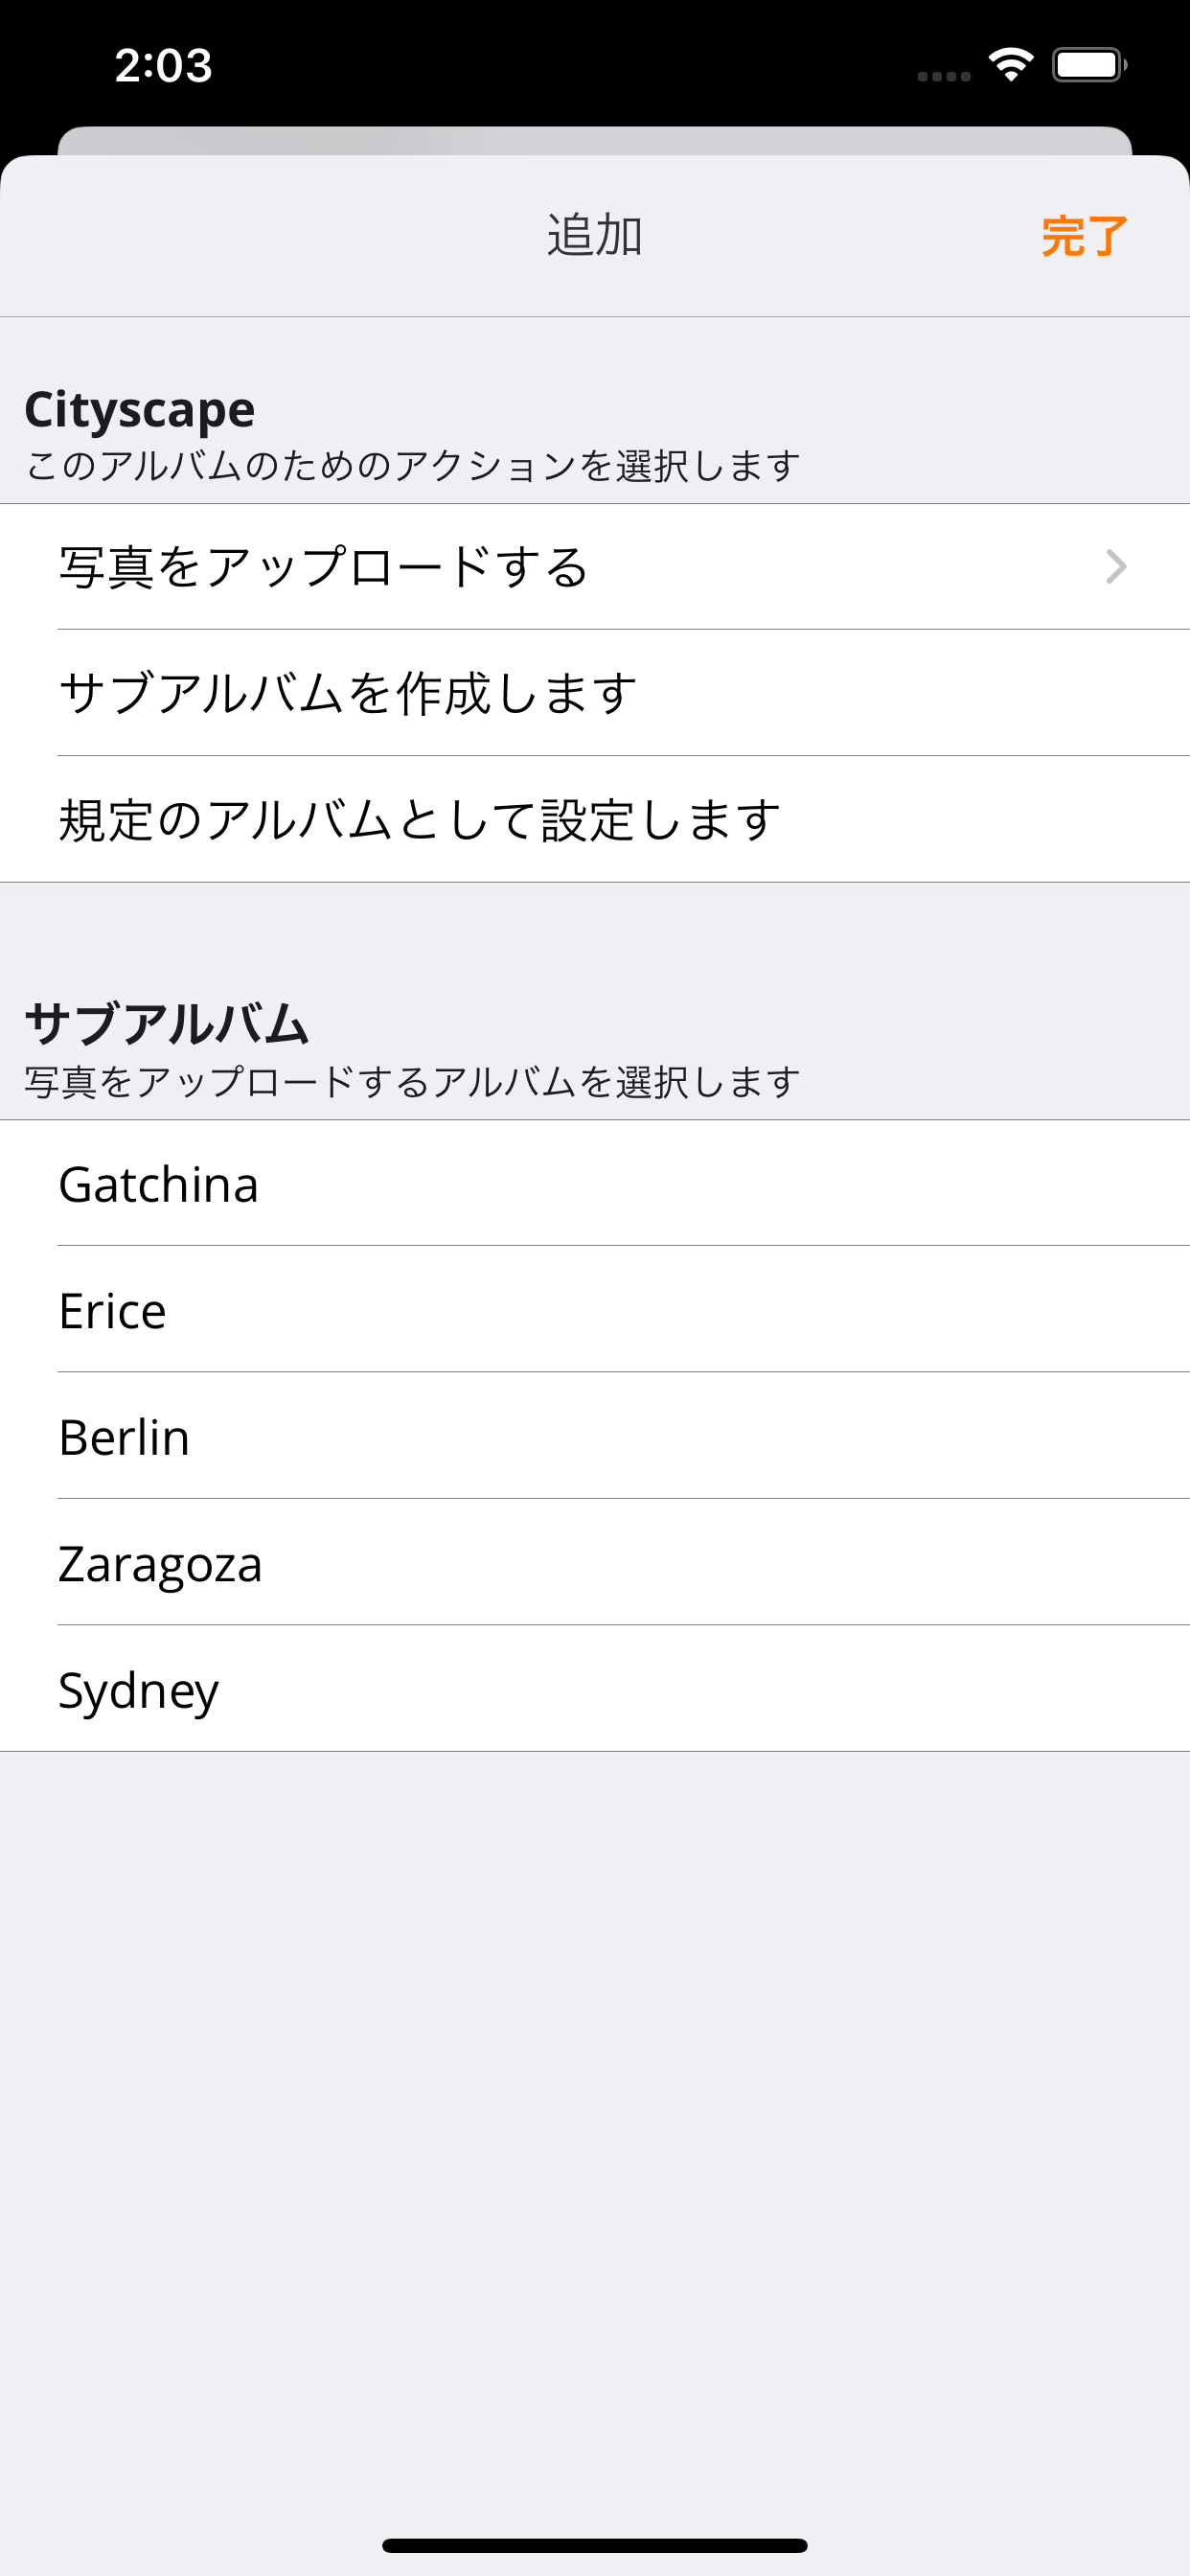 2:03
追加
完了
Cityscape
このアルバムのためのアクションを選択します
写真をアップロードする
サブアルバムを作成します
規定のアルバムとして設定します
サブアルバム
写真をアップロードするアルバムを選択します
Gatchina
Erice
Berlin
Zaragoza
Sydney